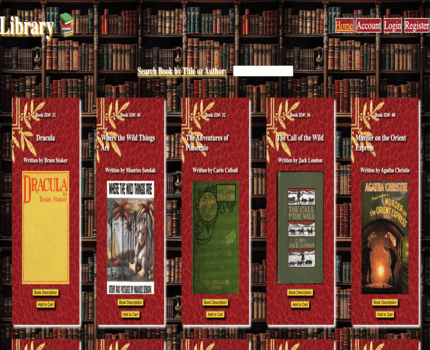 Library
Home Account Login Register
Search Book by Title or Author:
Book ID#: 21
Dracula
Written by Bram Stoker
DRACULA
By
Bram Stoker
Book Description
Add to Cart
Book ID#: 45
Where the Wild Things
Are
Written by Maurice Sendak
WHERE THE WILD THINGS ARE
STORY AND PICTURES BY MAURICE SENDAK
Book Description
Add to Cart
Book ID#: 32
The Adventures of
Pinocchio
Written by Carlo Collodi
Book Description
Add to Cart
Book ID#: 36
The Call of the Wild
Written by Jack London
THE CALL
OF THE WILD
JACK LONDON
Book Description
Add to Cart
Book ID#: 40
Murder on the Orient
Express
Written by Agatha Christie
AGATHA CHRISTIE
MURDER
ON THE ORIENT
EXPRESS
Book Description
Add to Cart